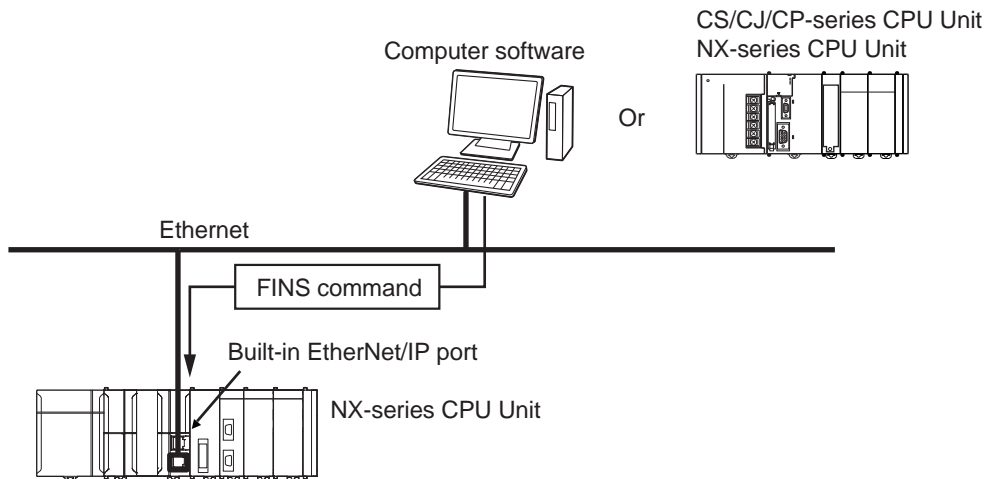 CS/CJ/CP-series CPU Unit
NX-series CPU Unit
Computer software
Or
Ethernet
FINS command
Built-in EtherNet/IP port
NX-series CPU Unit